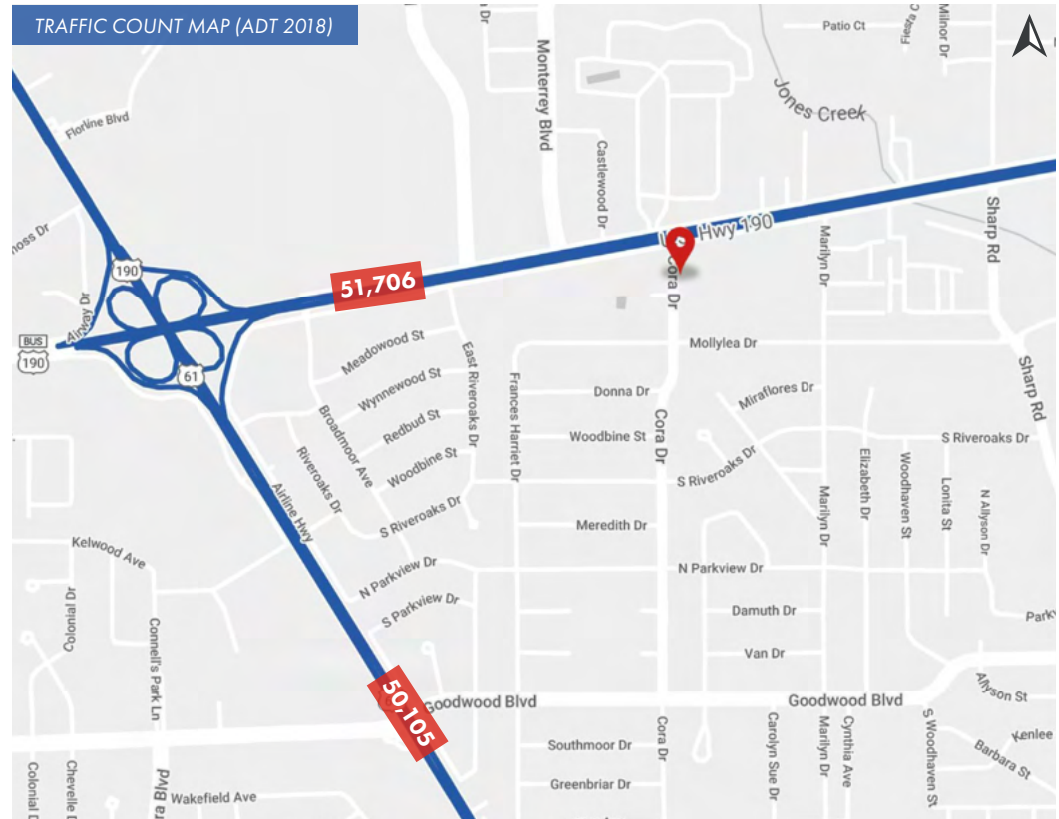 TRAFFIC COUNT MAP (ADT 2018)
Patio Ct
Milnor Dr
Monterrey Blvd
Jones Creek
Florline Blvd
Castlewood Dr
Sharp Rd
Hwy 190
Marilyn Dr
190
51,706
Cora Dr
Airway Dr
BUS
190
61
Meadowood St
Mollylea Dr
East Riveroaks Dr
Wynnewood St
Frances Harriet Dr
Donna Dr
Miraflores Dr
Sharp Rd
Broadmoor Ave
Redbud St
Cora Dr
Woodbine St
S Riveroaks Dr
Riveroaks Dr
Woodbine St
S Riveroaks Dr
Elizabeth Dr
Woodhaven St
Lonita St
N Allyson Dr
Airline Hwy
S Riveroaks Dr
Meredith Dr
Marilyn Dr
Kelwood Ave
N Parkview Dr
N Parkview Dr
S Parkview Dr
Damuth Dr
Colonial Dr
Connell's Park Ln
Van Dr
50,105
Goodwood Blvd
Goodwood Blvd
Allyson St
Southmoor Dr
Cora Dr
Carolyn Sue Dr
Marilyn Dr
Cynthia Ave
S Woodhaven St
Kenlee
Barbara St
Greenbriar Dr
Wakefield Ave